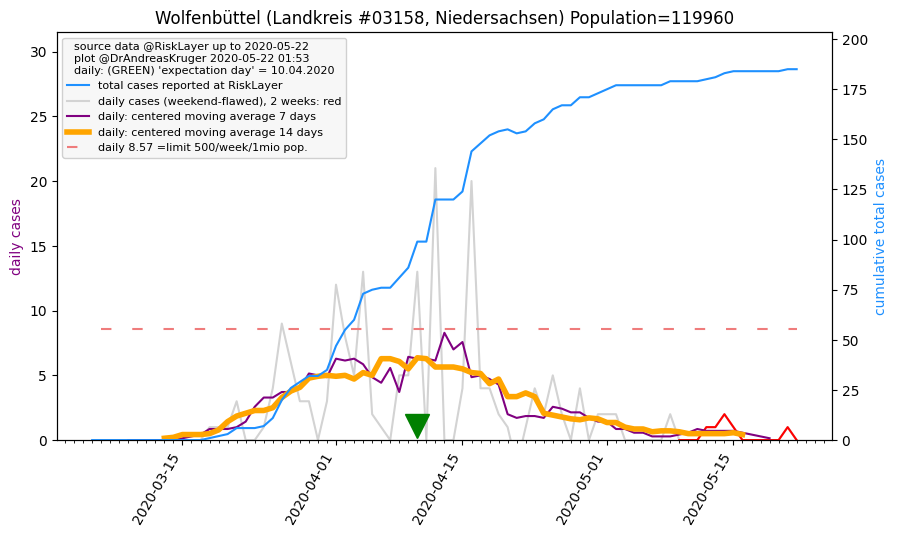 Wolfenbüttel (Landkreis #03158, Niedersachsen) Population=119960
source data @RiskLayer up to 2020-05-22
plot @DrAndreasKruger 2020-05-22 01:53
daily: (GREEN) 'expectation day' = 10.04.2020
total cases reported at RiskLayer
daily cases (weekend-flawed), 2 weeks: red
daily: centered moving average 7 days
daily: centered moving average 14 days
daily 8.57 =limit 500/week/1mio pop.
daily cases
30
25
20
15
10
5
0
cumulative total cases
200
175
150
125
100
75
50
25
0
2020-03-15
2020-04-01
2020-04-15
2020-05-01
2020-05-15